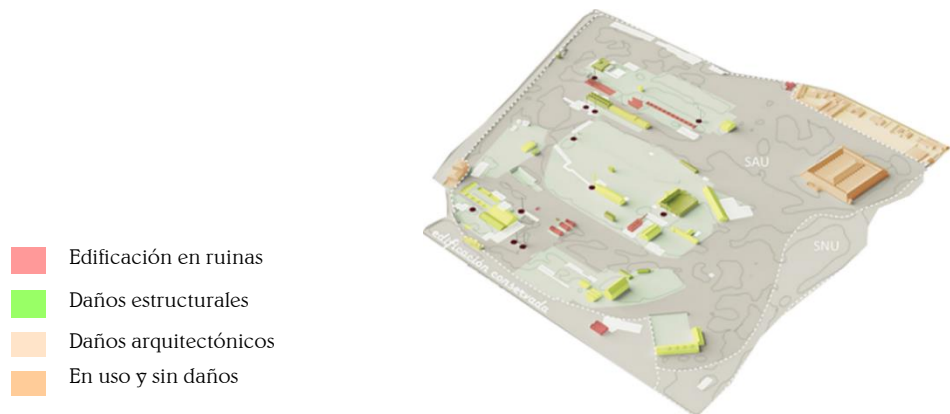 SAU
SNU
edificación conservada
Edificación en ruinas
Daños estructurales
Daños arquitectónicos
En uso y sin daños